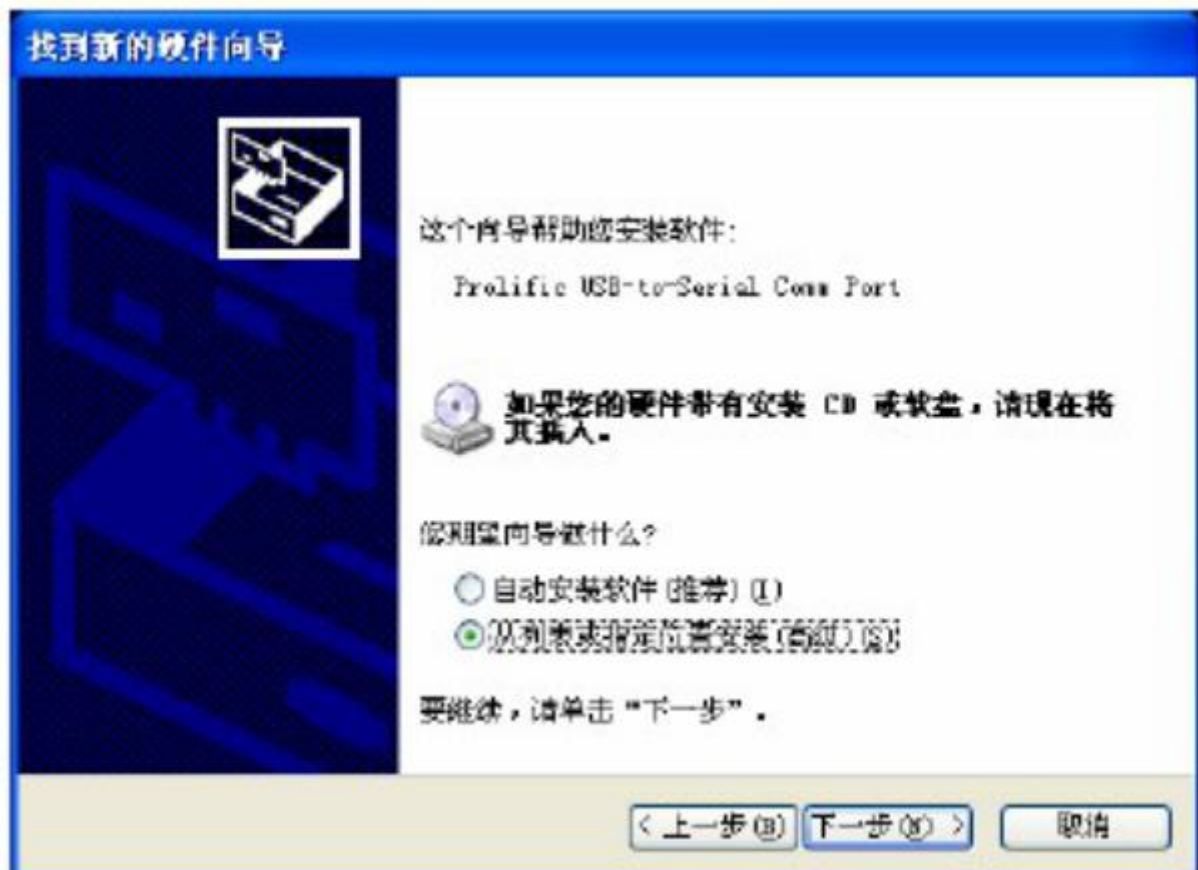 找到新的硬件向导
这个向导帮助您安装软件:
Prolific USB-to-Serial Comm Port
如果您的硬件带有安装 CD 或软盘，请现在将
其插入。
您期望向导做什么?
自动安装软件(推荐)(I)
从列表或指定位置安装(高级)(S)
要继续，请单击“下一步”。
< 上一步(B)
下一步(N) >
取消